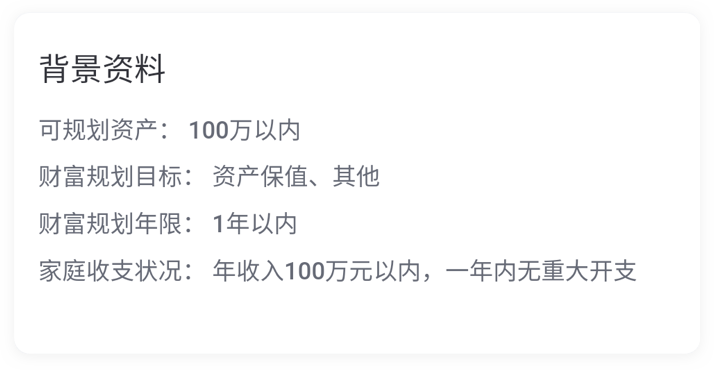 背景资料
可规划资产： 100万以内
财富规划目标： 资产保值、其他
财富规划年限： 1年以内
家庭收支状况： 年收入100万元以内，一年内无重大开支